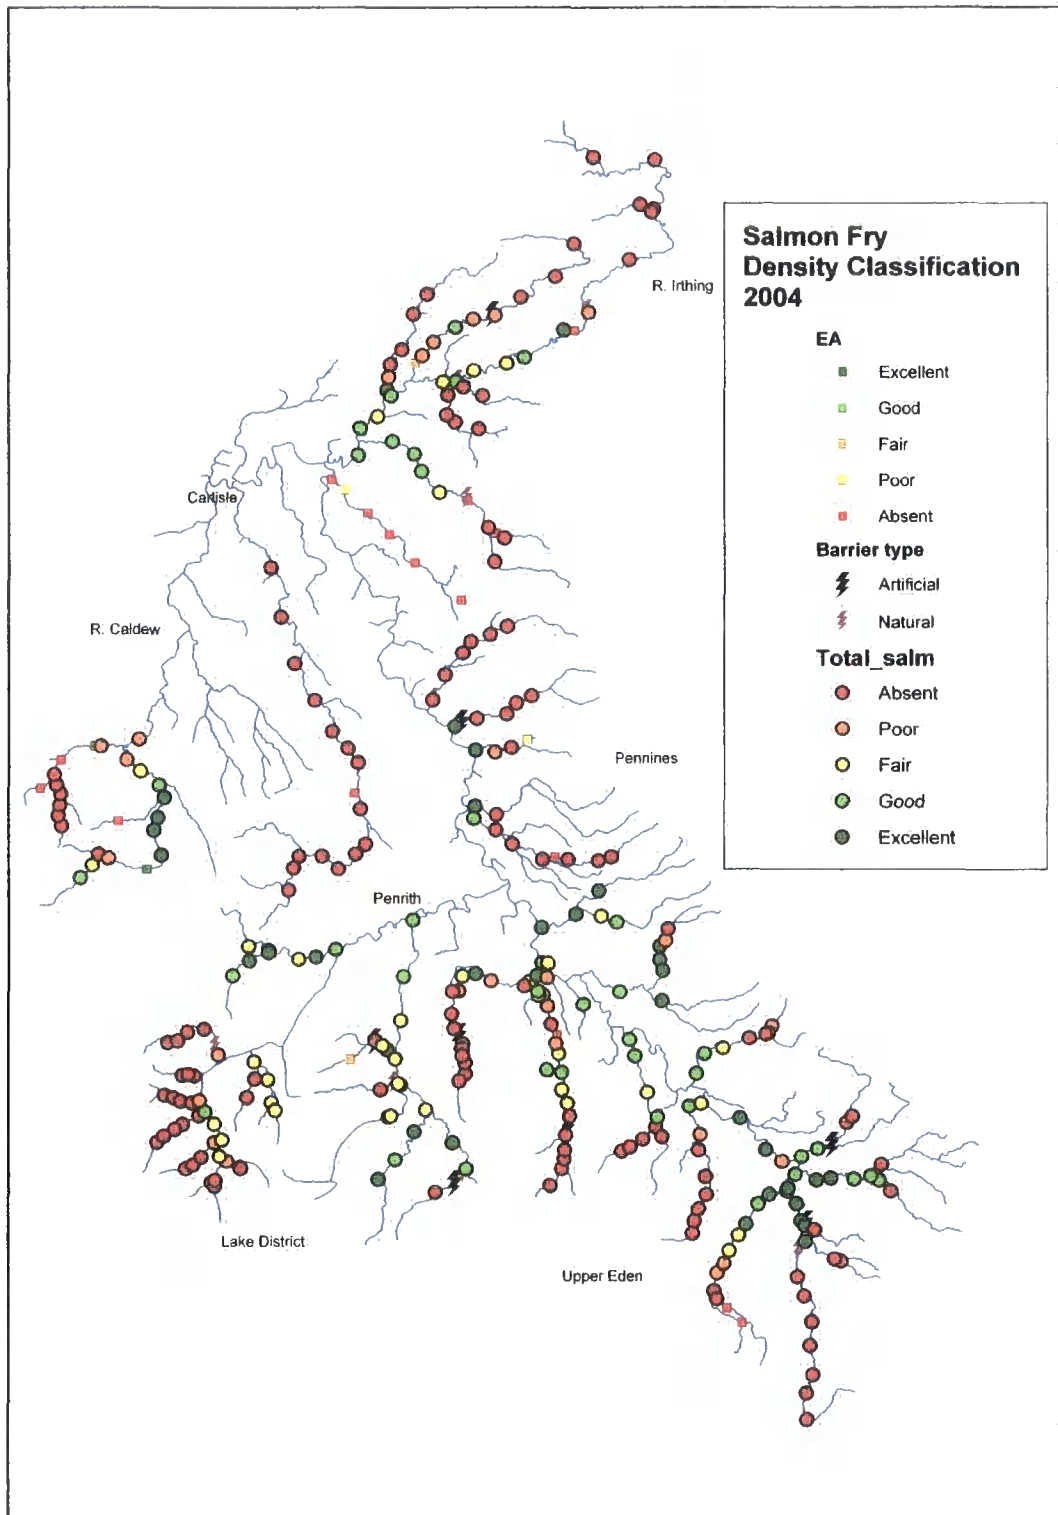 Salmon Fry
Density Classification
2004
EA
Excellent
Good
Fair
Poor
Absent
Barrier type
Artificial
Natural
Total_salm
Absent
Poor
Fair
Good
Excellent
R. Irthing
Carlisle
R. Caldew
Pennines
Penrith
Lake District
Upper Eden